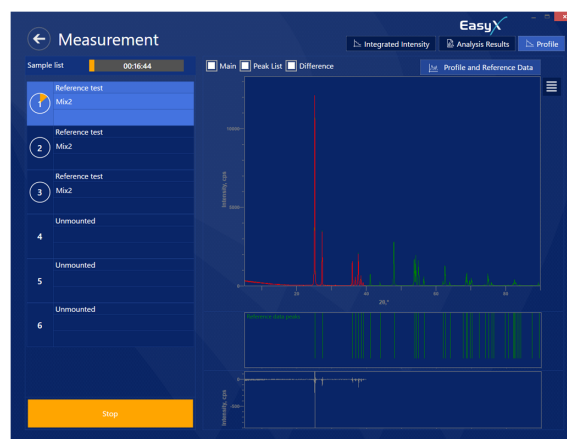 EasyX
Measurement
Integrated Intensity
Analysis Results
Profile
Sample list
00:16:44
Main
Peak List
Difference
Profile and Reference Data
1
Reference test
Mix2
2
Reference test
Mix2
3
Reference test
Mix2
4
Unmounted
5
Unmounted
6
Unmounted
Stop
Intensity, cps
10000
5000
0
20
40
60
80
2θ,°
Reference data peaks
Intensity, cps
0
-500